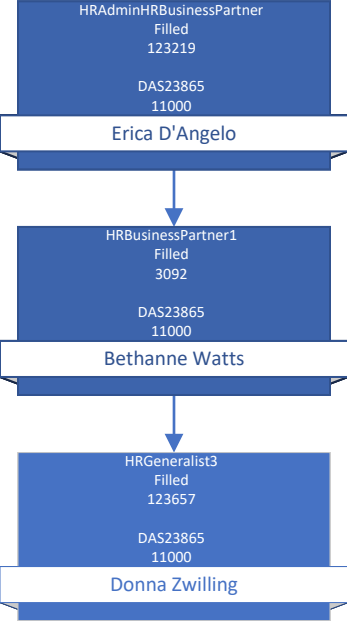 HRAdminHRBusinessPartner
Filled
123219
DAS23865
11000
Erica D'Angelo
HRBusinessPartner1
Filled
3092
DAS23865
11000
Bethanne Watts
HRGeneralist3
Filled
123657
DAS23865
11000
Donna Zwilling